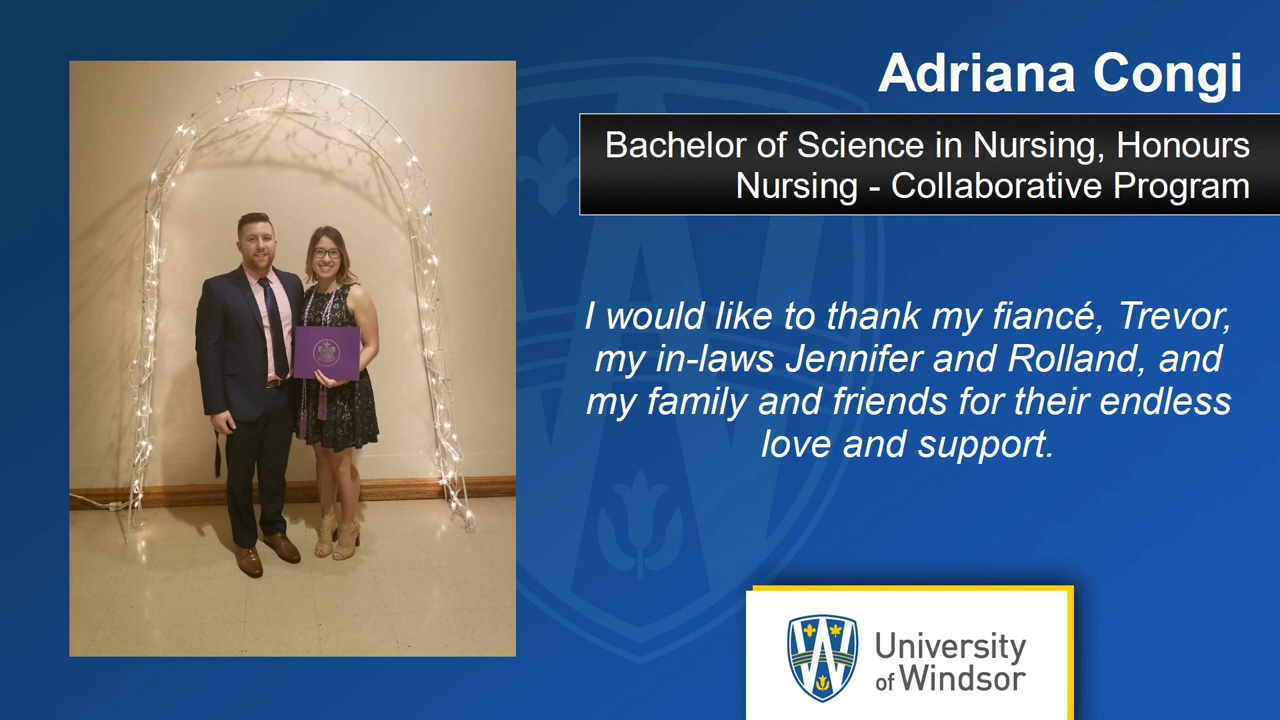 Adriana Congi
Bachelor of Science in Nursing, Honours
Nursing - Collaborative Program
I would like to thank my fiancé, Trevor,
my in-laws Jennifer and Rolland, and
my family and friends for their endless
love and support.
University
of Windsor